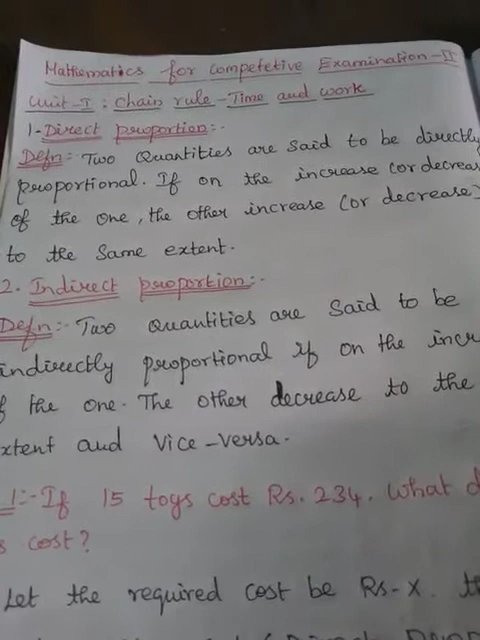 Mathematics for Competetive Examination-II
Unit-I: Chain rule-Time and work
1-Direct proportion:-
Defn: Two Quantities are said to be directly
proportional. If on the increase (or decreas
of the one, the other increase (or decrease)
to the same extent.
2. Indirect proportion:-
Defn:- Two Quantities are said to be
indirectly proportional if on the incr
f the one. The other decrease to the
xtent and Vice-Versa.
1:- If 15 toys cost Rs. 234. What d
s cost?
Let the required cost be Rs-x. th